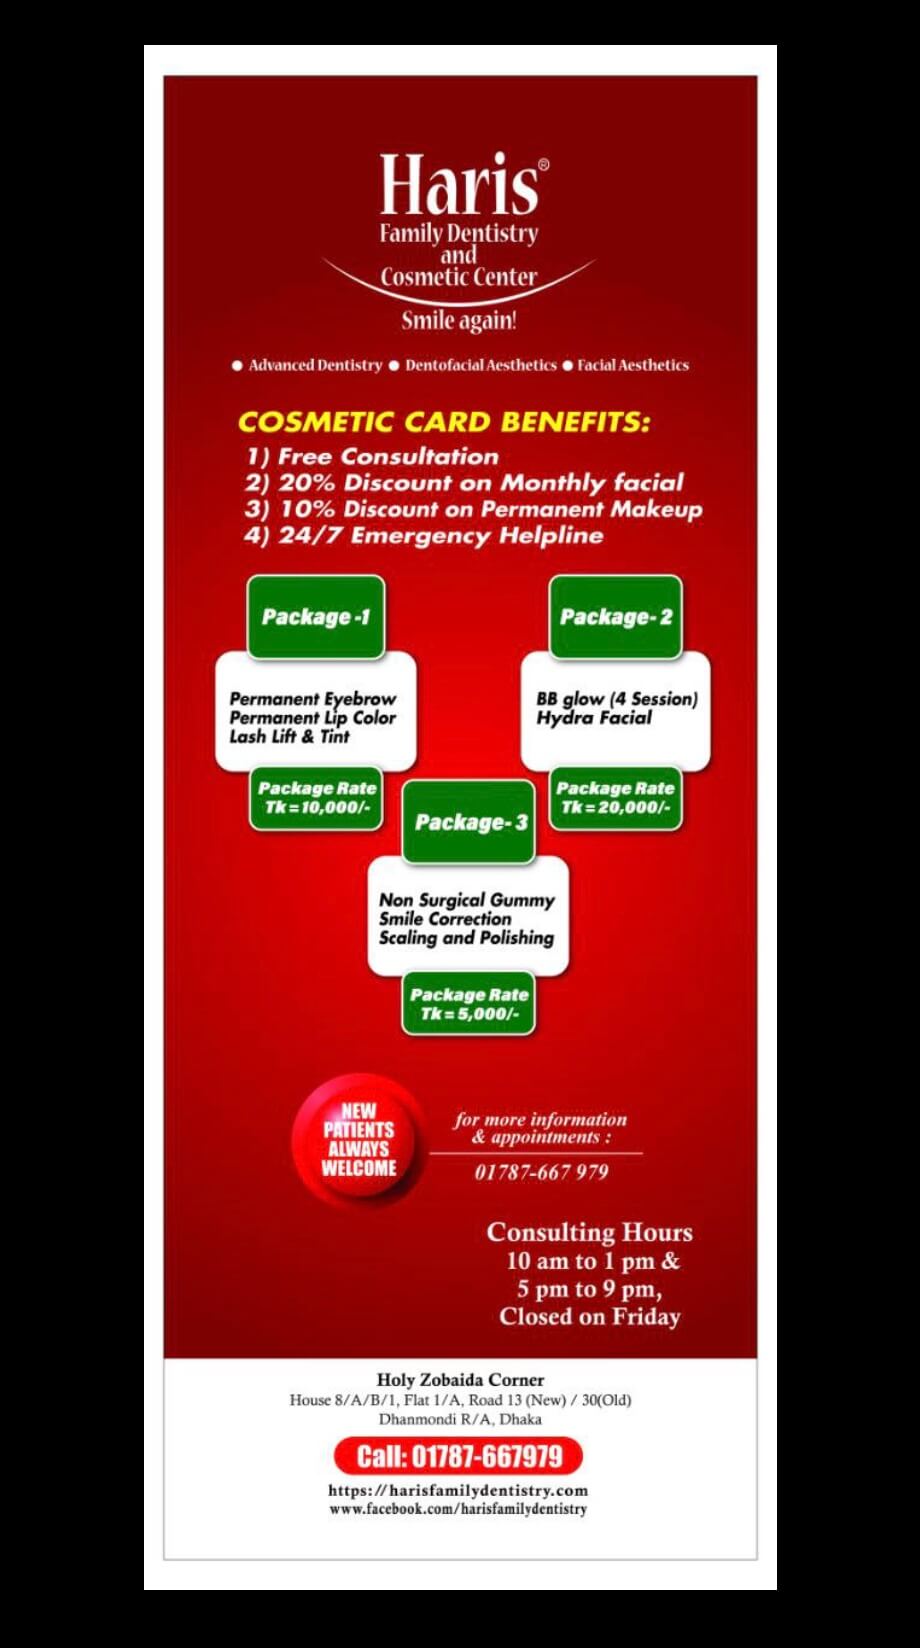 Haris®
Family Dentistry
and
Cosmetic Center
Smile again!
● Advanced Dentistry ● Dentofacial Aesthetics ● Facial Aesthetics
COSMETIC CARD BENEFITS:
1) Free Consultation
2) 20% Discount on Monthly facial
3) 10% Discount on Permanent Makeup
4) 24/7 Emergency Helpline
Package -1
Permanent Eyebrow
Permanent Lip Color
Lash Lift & Tint
Package Rate
Tk=10,000/-
Package- 2
BB glow (4 Session)
Hydra Facial
Package Rate
Tk=20,000/-
Package- 3
Non Surgical Gummy
Smile Correction
Scaling and Polishing
Package Rate
Tk=5,000/-
NEW
PATIENTS
ALWAYS
WELCOME
for more information
& appointments :
01787-667 979
Consulting Hours
10 am to 1 pm &
5 pm to 9 pm,
Closed on Friday
Holy Zobaida Corner
House 8/A/B/1, Flat 1/A, Road 13 (New) / 30(Old)
Dhanmondi R/A, Dhaka
Call: 01787-667979
https://harisfamilydentistry.com
www.facebook.com/harisfamilydentistry